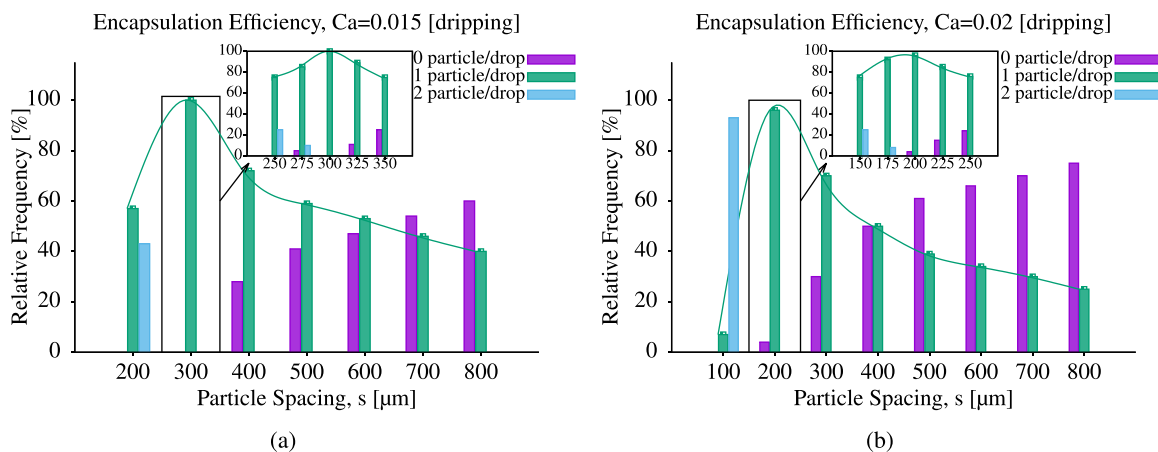 Encapsulation Efficiency, Ca=0.015 [dripping]
0 particle/drop
1 particle/drop
2 particle/drop
100
80
60
40
20
0
250 275 300 325 350
Relative Frequency [%]
100
80
60
40
20
0
200 300 400 500 600 700 800
Particle Spacing, s [µm]
(a)
Encapsulation Efficiency, Ca=0.02 [dripping]
0 particle/drop
1 particle/drop
2 particle/drop
100
80
60
40
20
0
150 175 200 225 250
Relative Frequency [%]
100
80
60
40
20
0
100 200 300 400 500 600 700 800
Particle Spacing, s [µm]
(b)